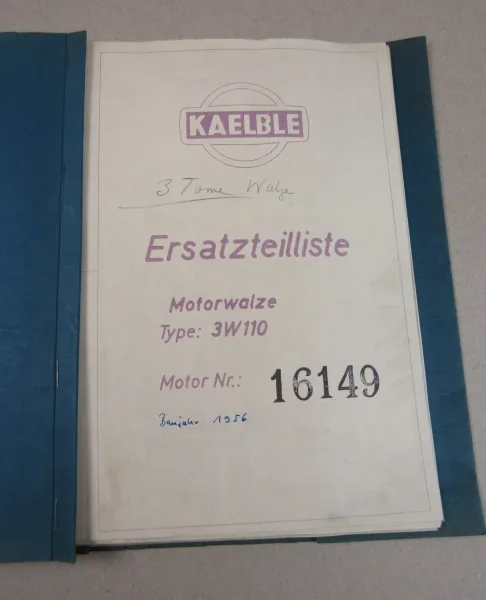 KAELBLE
3 Tonne Walze
Ersatzteilliste
Motorwalze
Type: 3W110
Motor Nr.: 16149
Baujahr 1956